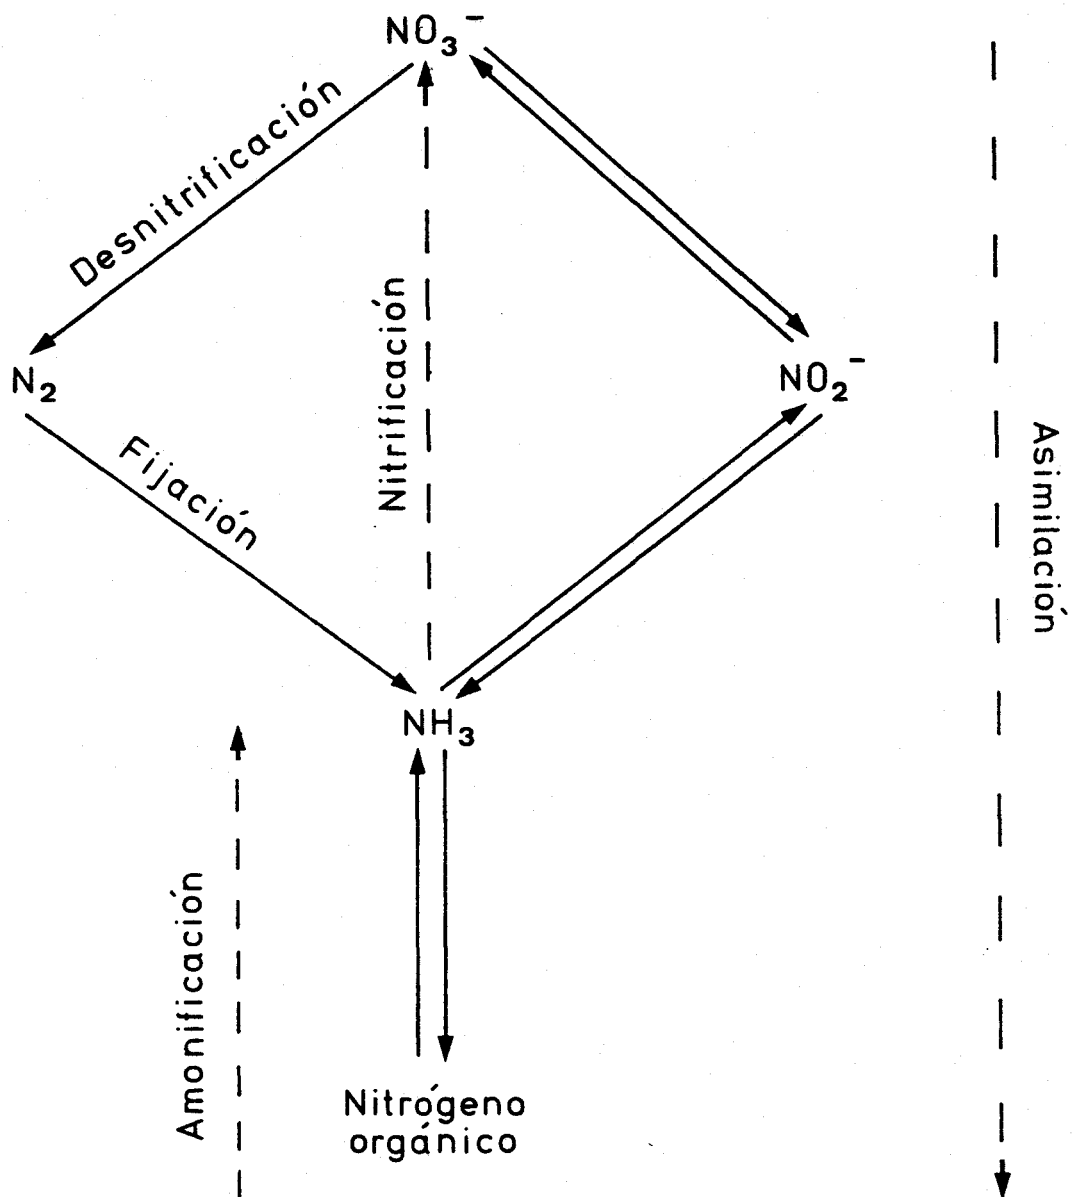 NO₃⁻
Desnitrificación
Nitrificación
N₂
NO₂⁻
Fijación
Asimilación
NH₃
Amonificación
Nitrógeno
orgánico